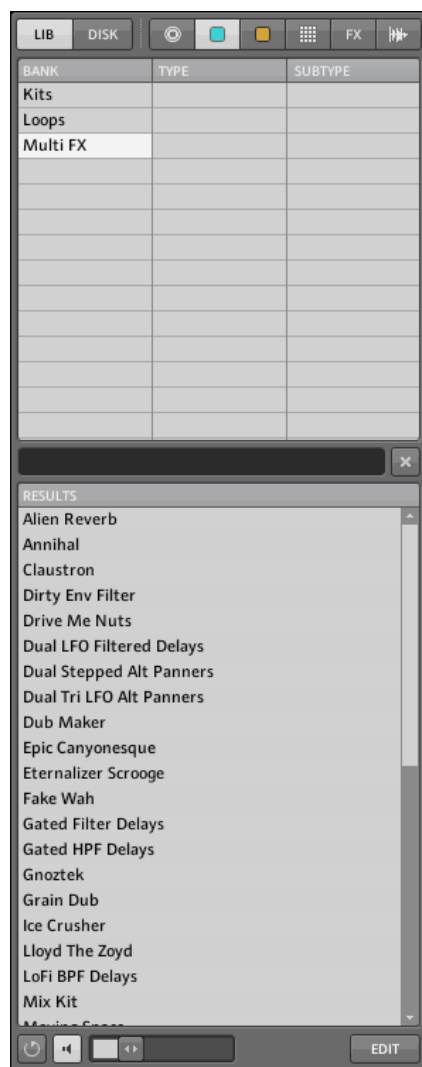 LIB DISK FX
BANK TYPE SUBTYPE
Kits
Loops
Multi FX
RESULTS
Alien Reverb
Annihal
Claustron
Dirty Env Filter
Drive Me Nuts
Dual LFO Filtered Delays
Dual Stepped Alt Panners
Dual Tri LFO Alt Panners
Dub Maker
Epic Canyonesque
Eternalizer Scrooge
Fake Wah
Gated Filter Delays
Gated HPF Delays
Gnoztek
Grain Dub
Ice Crusher
Lloyd The Zoyd
LoFi BPF Delays
Mix Kit
EDIT